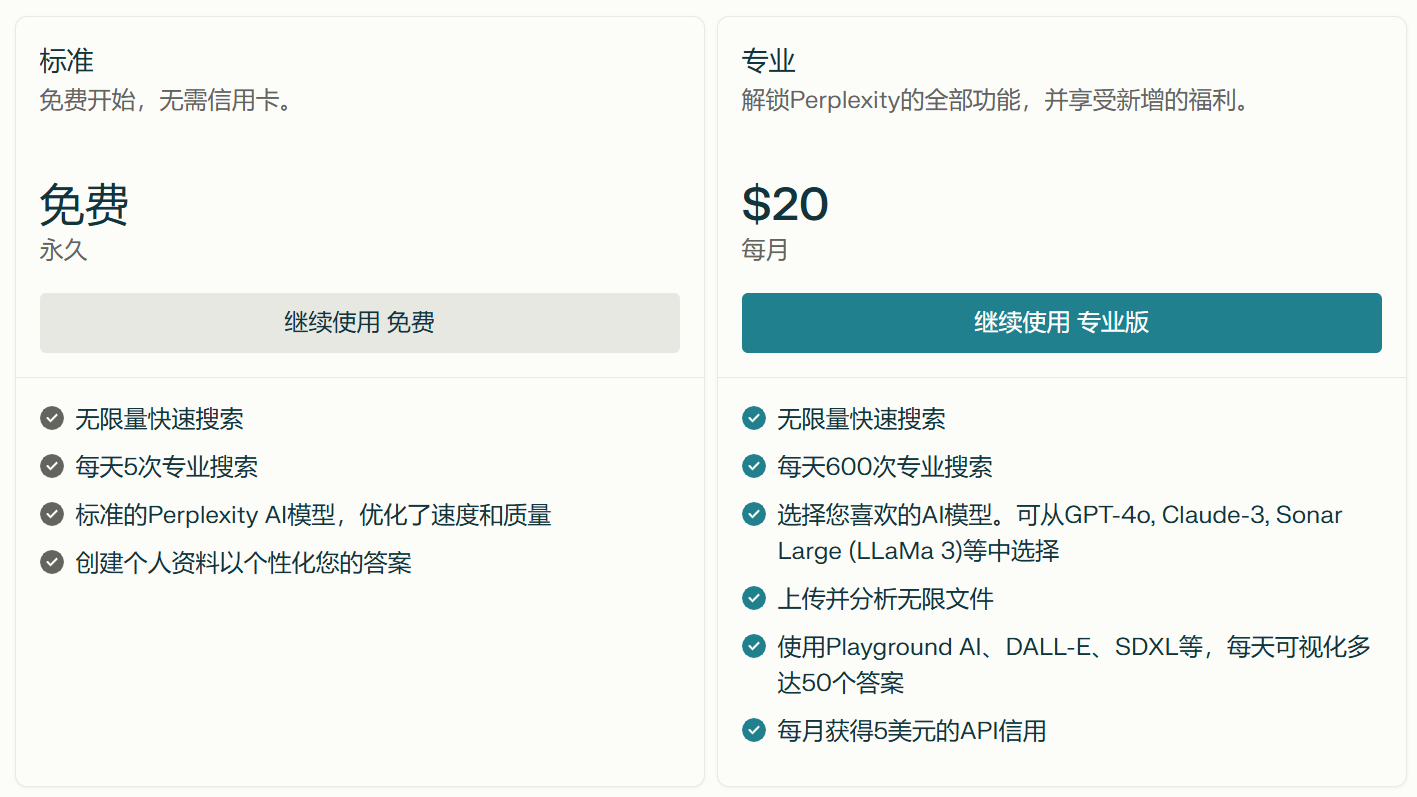 标准
免费开始，无需信用卡。
免费
永久
继续使用 免费
无限量快速搜索
每天5次专业搜索
标准的Perplexity AI模型，优化了速度和质量
创建个人资料以个性化您的答案
专业
解锁Perplexity的全部功能，并享受新增的福利。
$20
每月
继续使用 专业版
无限量快速搜索
每天600次专业搜索
选择您喜欢的AI模型。可从GPT-4o, Claude-3, Sonar
Large (LLaMa 3)等中选择
上传并分析无限文件
使用Playground AI、DALL-E、SDXL等，每天可视化多
达50个答案
每月获得5美元的API信用